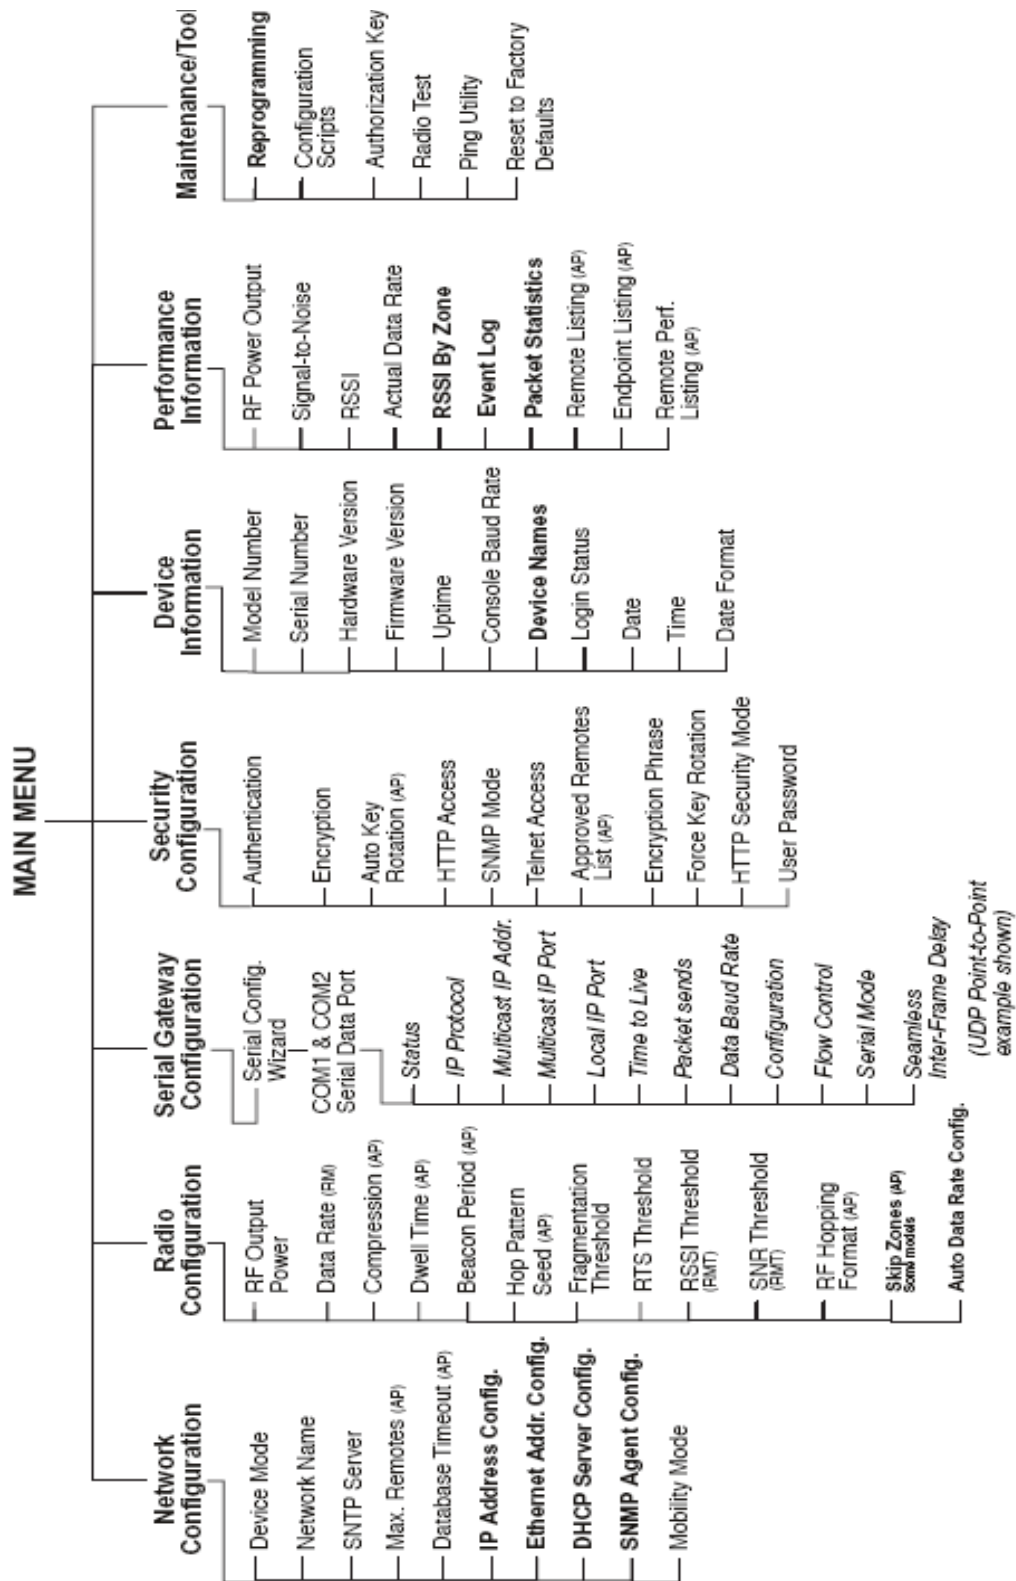 MAIN MENU
Network
Configuration
Device Mode
Network Name
SNTP Server
Max. Remotes (AP)
Database Timeout (AP)
IP Address Config.
Ethernet Addr. Config.
DHCP Server Config.
SNMP Agent Config.
Mobility Mode
Radio
Configuration
RF Output
Power
Data Rate (RM)
Compression (AP)
Dwell Time (AP)
Beacon Period (AP)
Hop Pattern
Seed (AP)
Fragmentation
Threshold
RTS Threshold
RSSI Threshold
(RMT)
SNR Threshold
(RMT)
RF Hopping
Format (AP)
Skip Zones (AP)
Some models
Auto Data Rate Config.
Serial Gateway
Configuration
Serial Config.
Wizard
COM1 & COM2
Serial Data Port
Status
IP Protocol
Multicast IP Addr.
Multicast IP Port
Local IP Port
Time to Live
Packet sends
Data Baud Rate
Configuration
Flow Control
Serial Mode
Seamless
Inter-Frame Delay
(UDP Point-to-Point
example shown)
Security
Configuration
Authentication
Encryption
Auto Key
Rotation (AP)
HTTP Access
SNMP Mode
Telnet Access
Approved Remotes
List (AP)
Encryption Phrase
Force Key Rotation
HTTP Security Mode
User Password
Device
Information
Model Number
Serial Number
Hardware Version
Firmware Version
Uptime
Console Baud Rate
Device Names
Login Status
Date
Time
Date Format
Performance
Information
RF Power Output
Signal-to-Noise
RSSI
Actual Data Rate
RSSI By Zone
Event Log
Packet Statistics
Remote Listing (AP)
Endpoint Listing (AP)
Remote Perf.
Listing (AP)
Maintenance/Tool
Reprogramming
Configuration
Scripts
Authorization Key
Radio Test
Ping Utility
Reset to Factory
Defaults